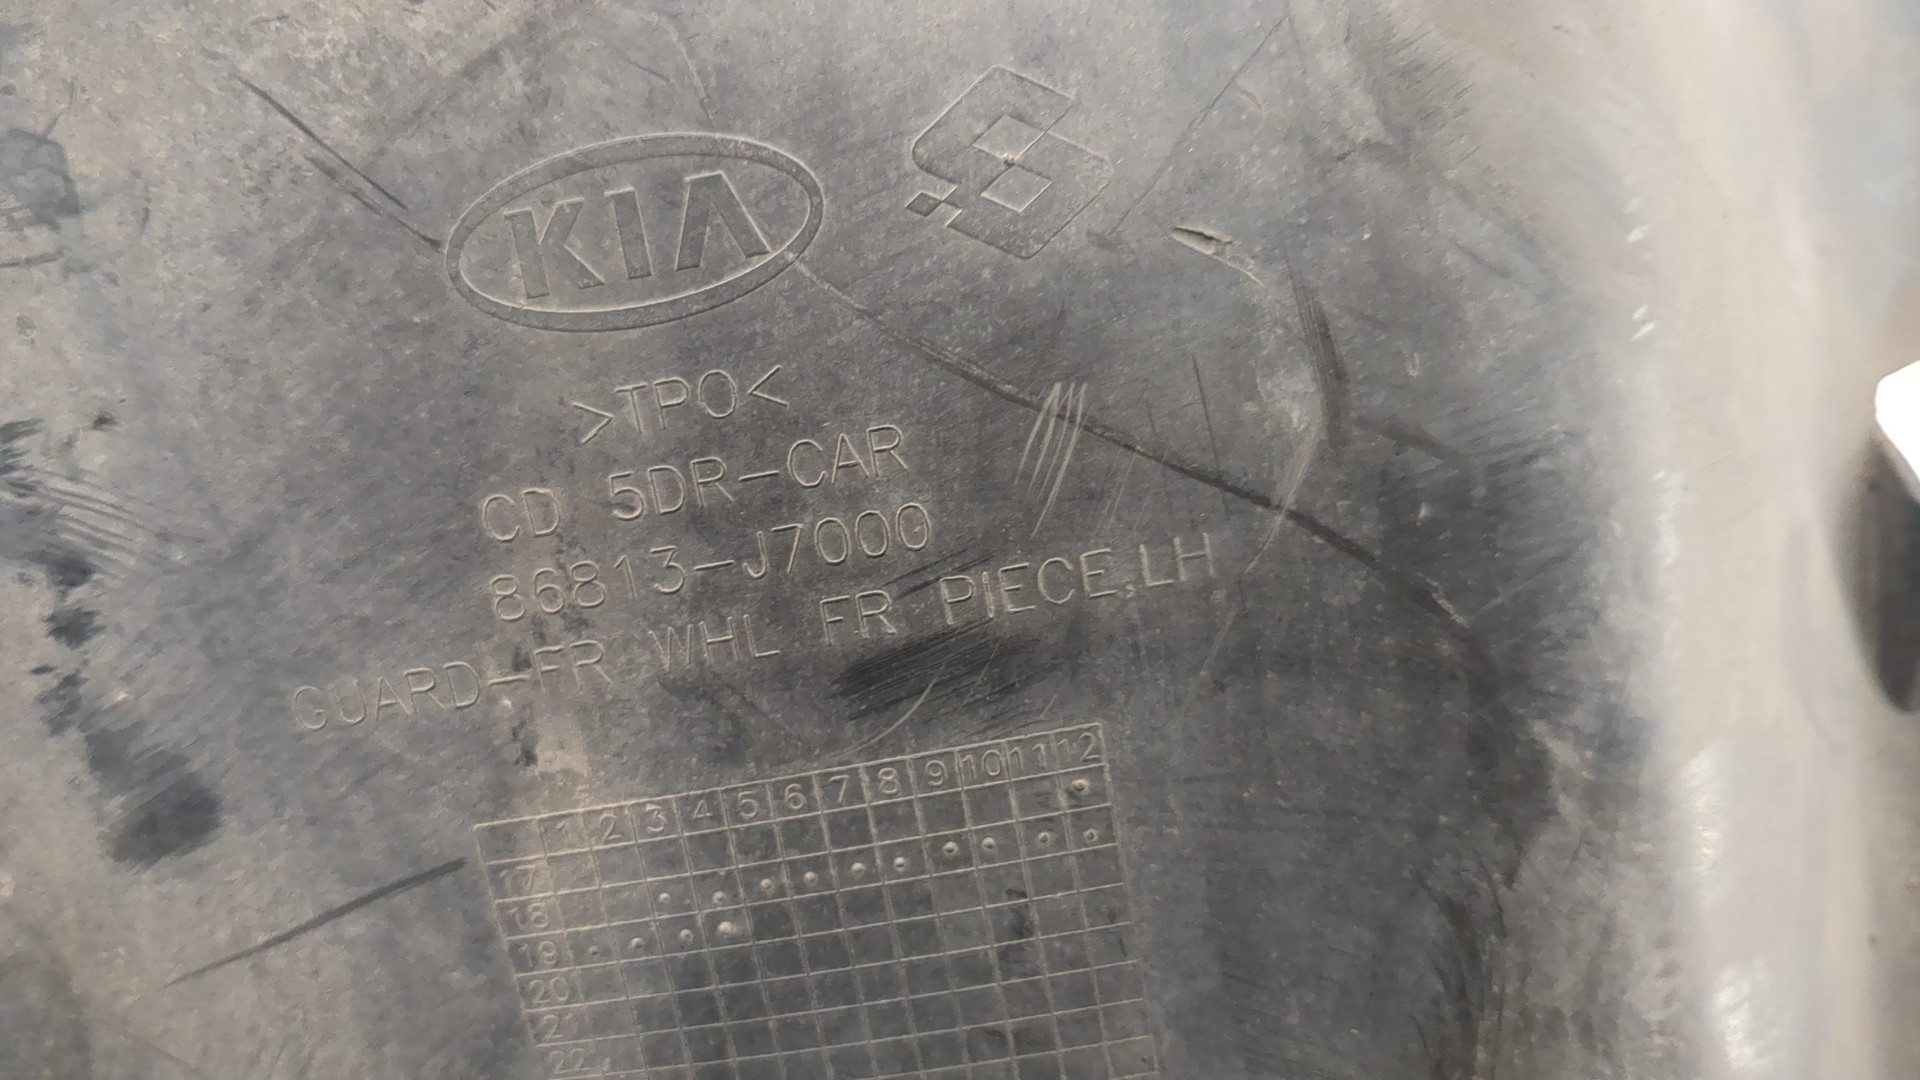 KIA
>TPO<
CD 5DR-CAR
86813-J7000
GUARD-FR WHL FR PIECE,LH
1 2 3 4 5 6 7 8 9 10 11 12
17
18
19
20
21
22